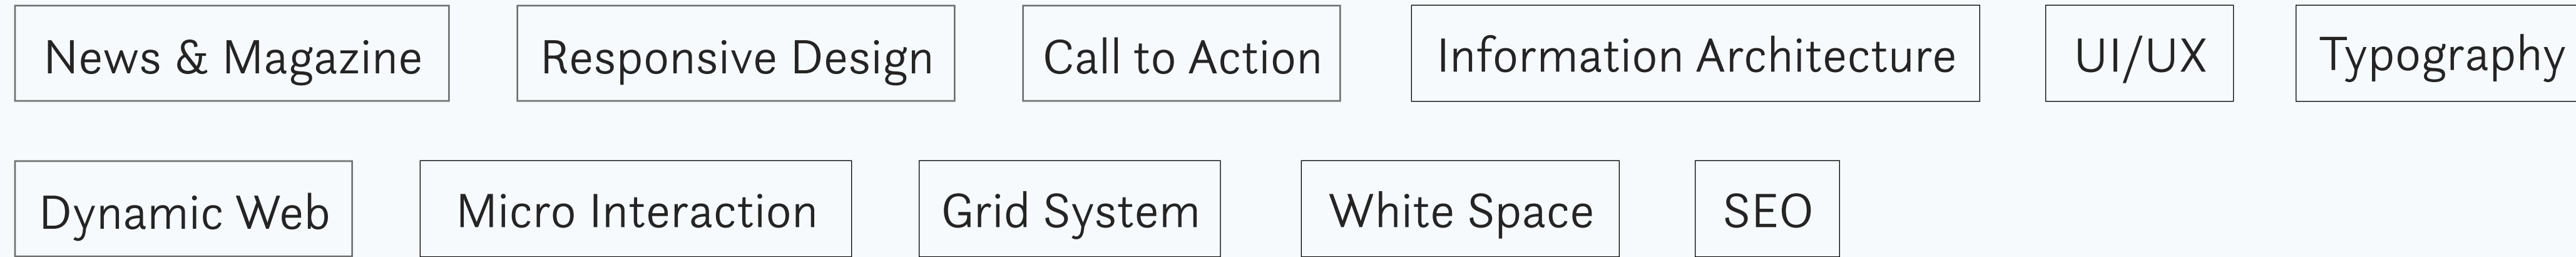 News & Magazine Responsive Design Call to Action Information Architecture UI/UX Typography
Dynamic Web Micro Interaction Grid System White Space SEO